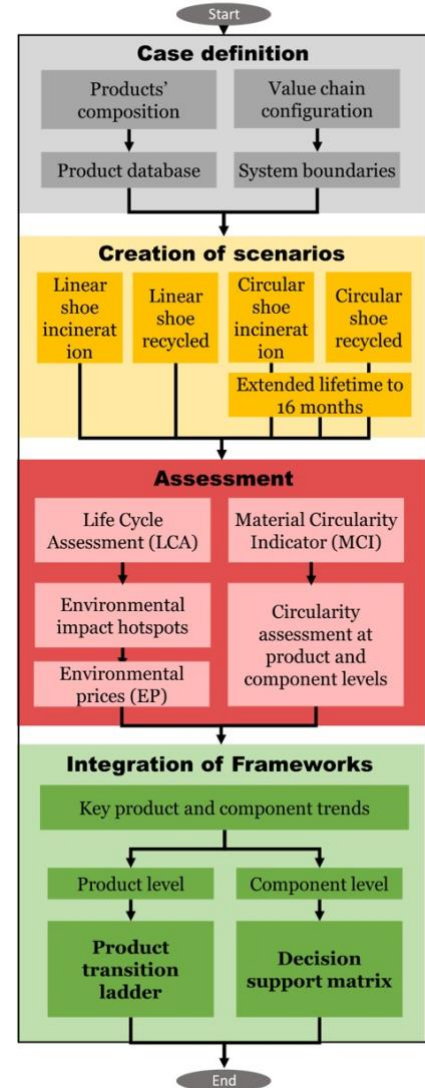 Start
Case definition
Products'
composition
Value chain
configuration
Product database
System boundaries
Creation of scenarios
Linear
shoe
incinerat
ion
Linear
shoe
recycled
Circular
shoe
incinerat
ion
Circular
shoe
recycled
Extended lifetime to
16 months
Assessment
Life Cycle
Assessment (LCA)
Material Circularity
Indicator (MCI)
Environmental
impact hotspots
Environmental
prices (EP)
Circularity
assessment at
product and
component levels
Integration of Frameworks
Key product and component trends
Product level
Component level
Product
transition
ladder
Decision
support matrix
End